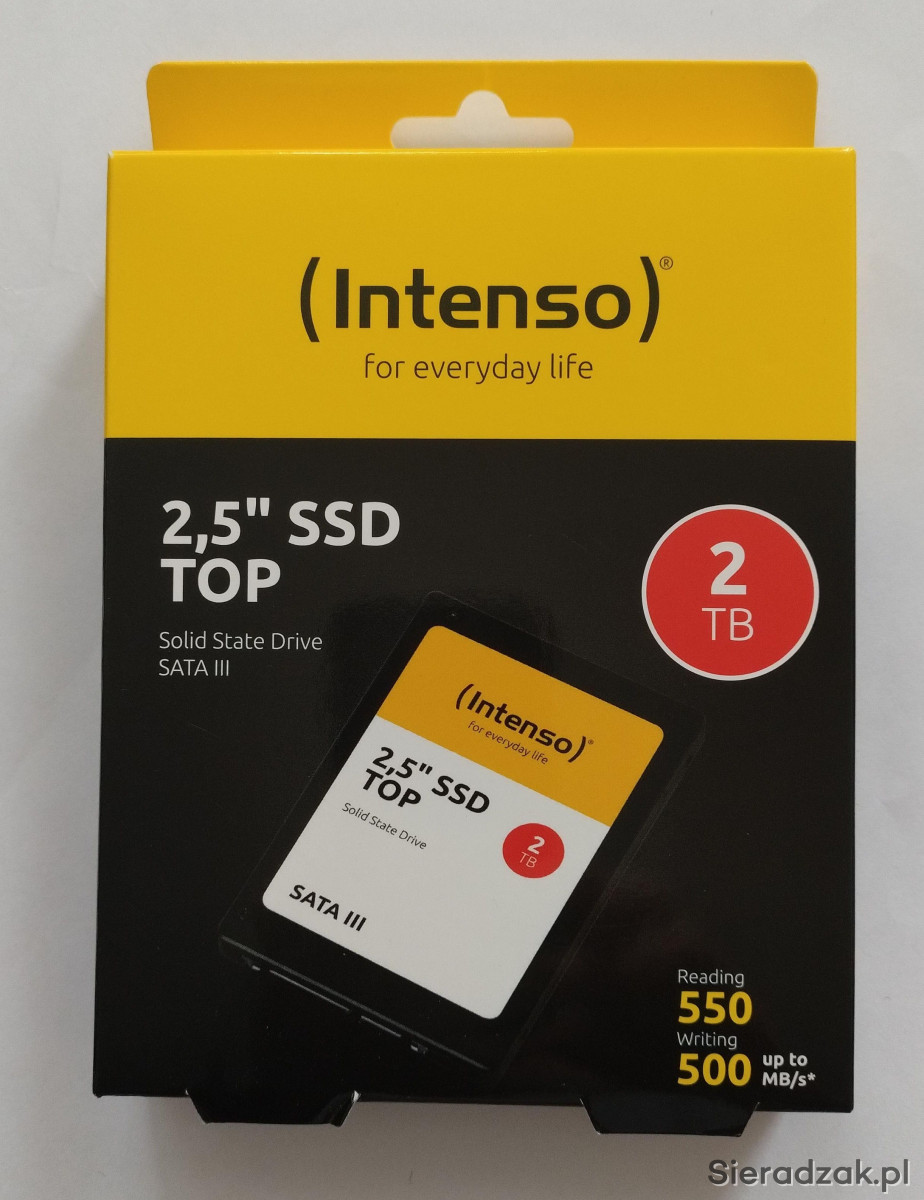 (Intenso)®
for everyday life
2,5" SSD
TOP
Solid State Drive
SATA III
2
TB
(Intenso)®
for everyday life
2,5" SSD
TOP
Solid State Drive
2
TB
SATA III
Reading
550
Writing
500 up to MB/s*
Sieradzak.pl